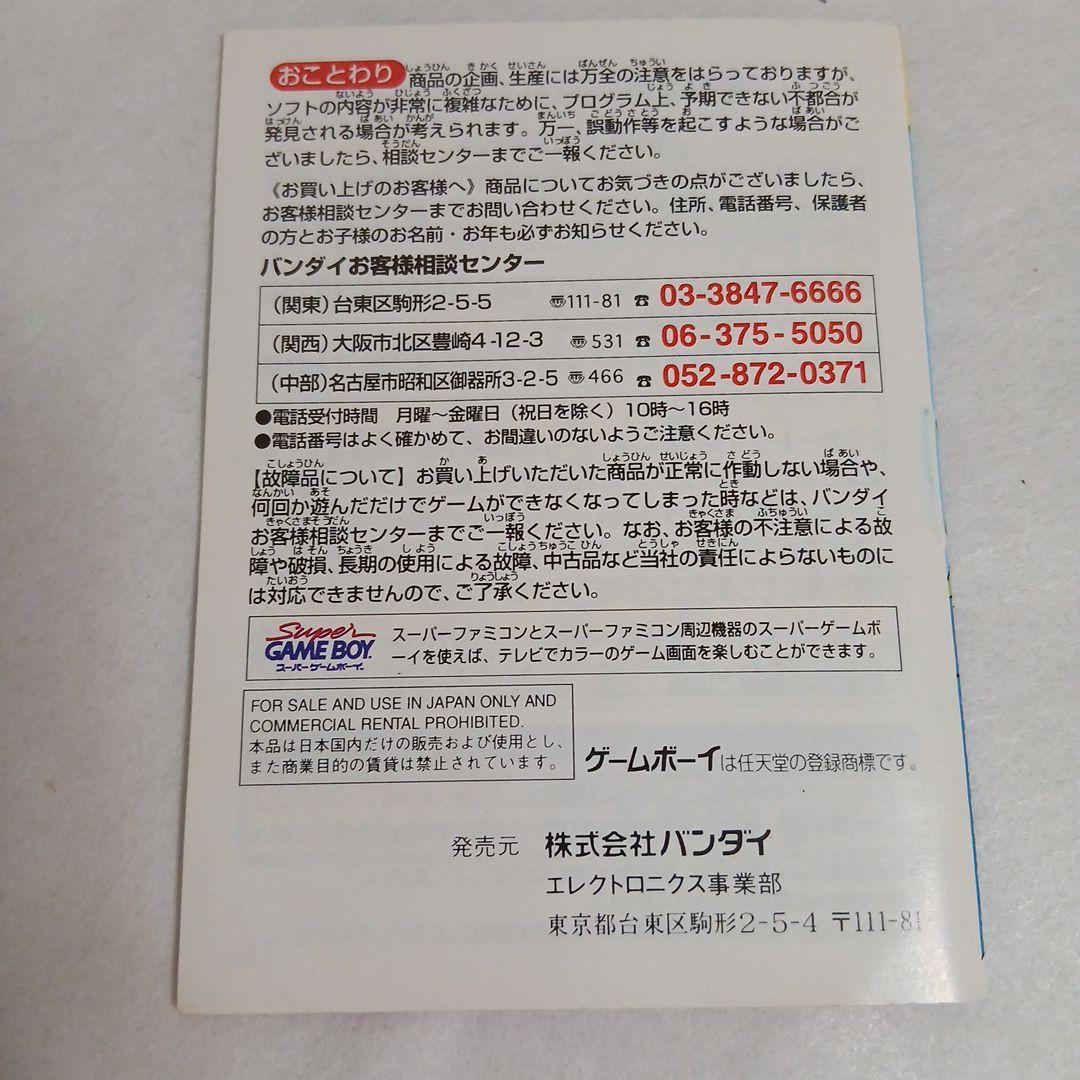 おことわり 商品の企画、生産には万全の注意をはらっておりますが、
ソフトの内容が非常に複雑なために、プログラム上、予期できない不都合が
発見される場合が考えられます。万一、誤動作等を起こすような場合がご
ざいましたら、相談センターまでご一報ください。
《お買い上げのお客様へ》商品についてお気づきの点がございましたら、
お客様相談センターまでお問い合わせください。住所、電話番号、保護者
の方とお子様のお名前・お年も必ずお知らせください。
バンダイお客様相談センター
(関東)台東区駒形2-5-5 〠111-81 ☎ 03-3847-6666
(関西)大阪市北区豊崎4-12-3 〠531 ☎ 06-375-5050
(中部)名古屋市昭和区御器所3-2-5 〠466 ☎ 052-872-0371
●電話受付時間 月曜〜金曜日(祝日を除く)10時〜16時
●電話番号はよく確かめて、お間違いのないようご注意ください。
【故障品について】お買い上げいただいた商品が正常に作動しない場合や、
何回か遊んだだけでゲームができなくなってしまった時などは、バンダイ
お客様相談センターまでご一報ください。なお、お客様の不注意による故
障や破損、長期の使用による故障、中古品など当社の責任によらないものに
は対応できませんので、ご了承ください。
Super GAME BOY スーパーゲームボーイ
スーパーファミコンとスーパーファミコン周辺機器のスーパーゲームボ
ーイを使えば、テレビでカラーのゲーム画面を楽しむことができます。
FOR SALE AND USE IN JAPAN ONLY AND
COMMERCIAL RENTAL PROHIBITED.
本品は日本国内だけの販売および使用とし、
また商業目的の賃貸は禁止されています。
ゲームボーイは任天堂の登録商標です。
発売元 株式会社バンダイ
エレクトロニクス事業部
東京都台東区駒形2-5-4 〒111-81